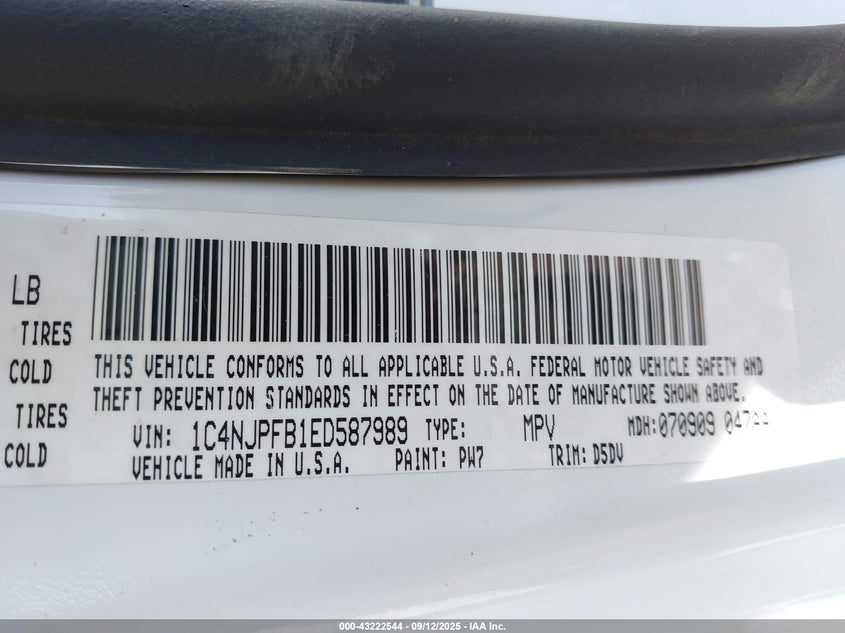 LB
TIRES
COLD
TIRES
COLD
THIS VEHICLE CONFORMS TO ALL APPLICABLE U.S.A. FEDERAL MOTOR VEHICLE SAFETY AND
THEFT PREVENTION STANDARDS IN EFFECT ON THE DATE OF MANUFACTURE SHOWN ABOVE.
VIN: 1C4NJPFB1ED587989 TYPE: MPV MDH:070909
VEHICLE MADE IN U.S.A. PAINT: PW7 TRIM: D5DV
000-43222544 - 09/12/2025 - IAA Inc.